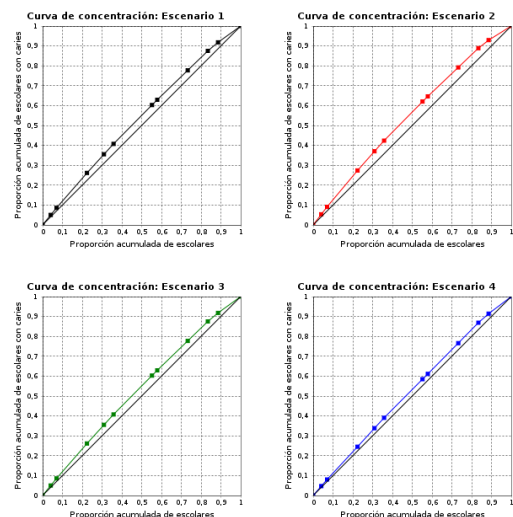 Curva de concentración: Escenario 1
Proporción acumulada de escolares con caries
1
0,9
0,8
0,7
0,6
0,5
0,4
0,3
0,2
0,1
0
0 0,1 0,2 0,3 0,4 0,5 0,6 0,7 0,8 0,9 1
Proporción acumulada de escolares
Curva de concentración: Escenario 2
Proporción acumulada de escolares con caries
1
0,9
0,8
0,7
0,6
0,5
0,4
0,3
0,2
0,1
0
0 0,1 0,2 0,3 0,4 0,5 0,6 0,7 0,8 0,9 1
Proporción acumulada de escolares
Curva de concentración: Escenario 3
Proporción acumulada de escolares con caries
1
0,9
0,8
0,7
0,6
0,5
0,4
0,3
0,2
0,1
0
0 0,1 0,2 0,3 0,4 0,5 0,6 0,7 0,8 0,9 1
Proporción acumulada de escolares
Curva de concentración: Escenario 4
Proporción acumulada de escolares con caries
1
0,9
0,8
0,7
0,6
0,5
0,4
0,3
0,2
0,1
0
0 0,1 0,2 0,3 0,4 0,5 0,6 0,7 0,8 0,9 1
Proporción acumulada de escolares